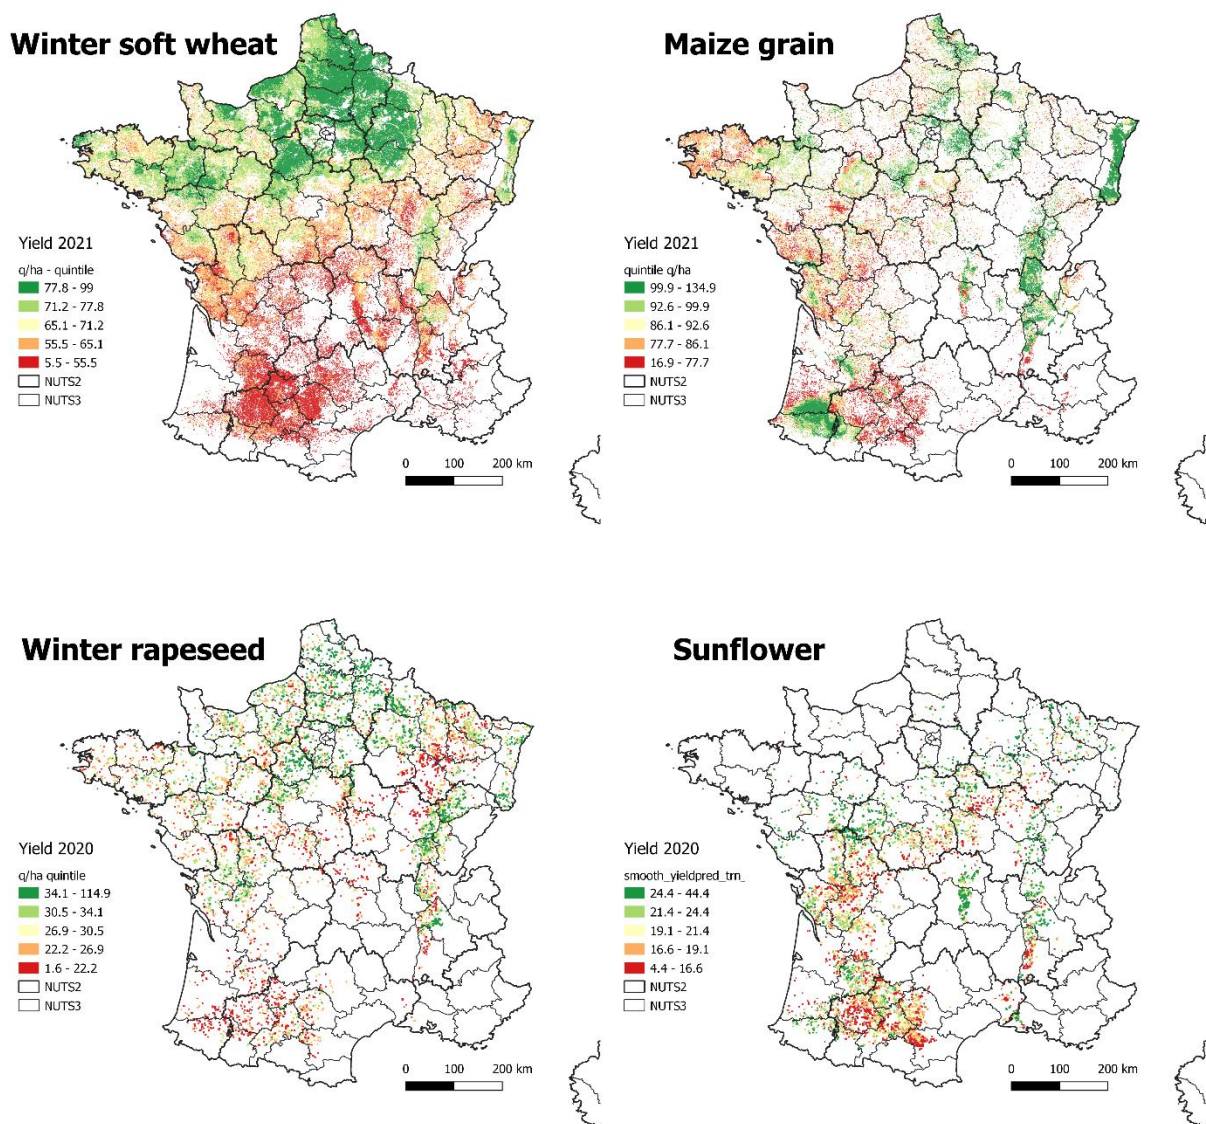 Winter soft wheat
Yield 2021
q/ha - quintile
77.8 - 99
71.2 - 77.8
65.1 - 71.2
55.5 - 65.1
5.5 - 55.5
NUTS2
NUTS3
0 100 200 km
Maize grain
Yield 2021
quintile q/ha
99.9 - 134.9
92.6 - 99.9
86.1 - 92.6
77.7 - 86.1
16.9 - 77.7
NUTS2
NUTS3
0 100 200 km
Winter rapeseed
Yield 2020
q/ha quintile
34.1 - 114.9
30.5 - 34.1
26.9 - 30.5
22.2 - 26.9
1.6 - 22.2
NUTS2
NUTS3
0 100 200 km
Sunflower
Yield 2020
smooth_yieldpred_trn_
24.4 - 44.4
21.4 - 24.4
19.1 - 21.4
16.6 - 19.1
4.4 - 16.6
NUTS2
NUTS3
0 100 200 km